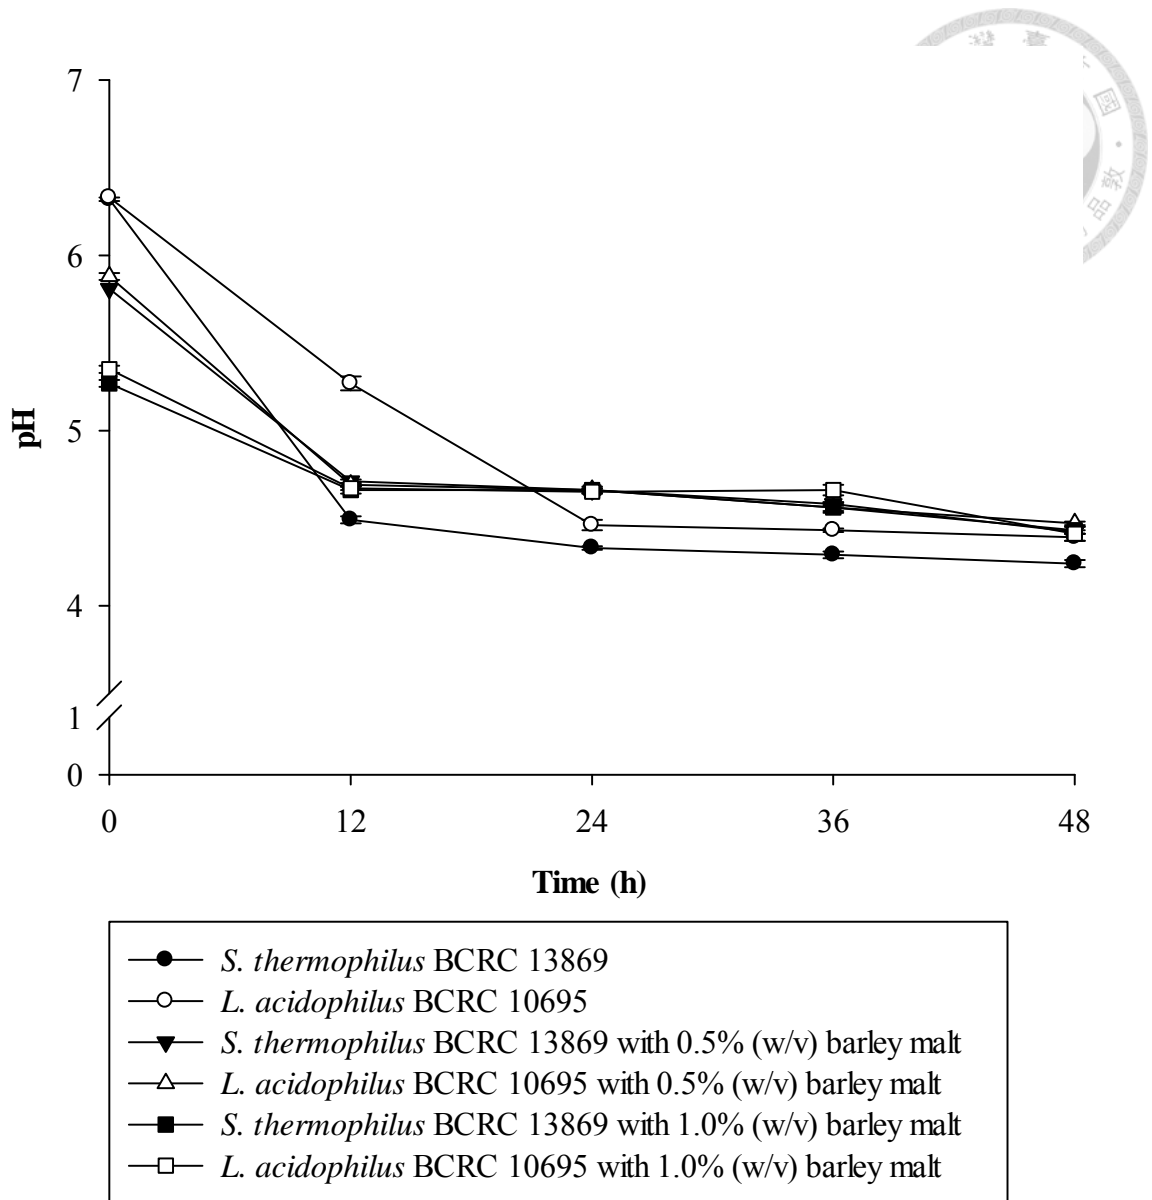 7
6
5
4
1
0
pH
0 12 24 36 48
Time (h)
S. thermophilus BCRC 13869
L. acidophilus BCRC 10695
S. thermophilus BCRC 13869 with 0.5% (w/v) barley malt
L. acidophilus BCRC 10695 with 0.5% (w/v) barley malt
S. thermophilus BCRC 13869 with 1.0% (w/v) barley malt
L. acidophilus BCRC 10695 with 1.0% (w/v) barley malt